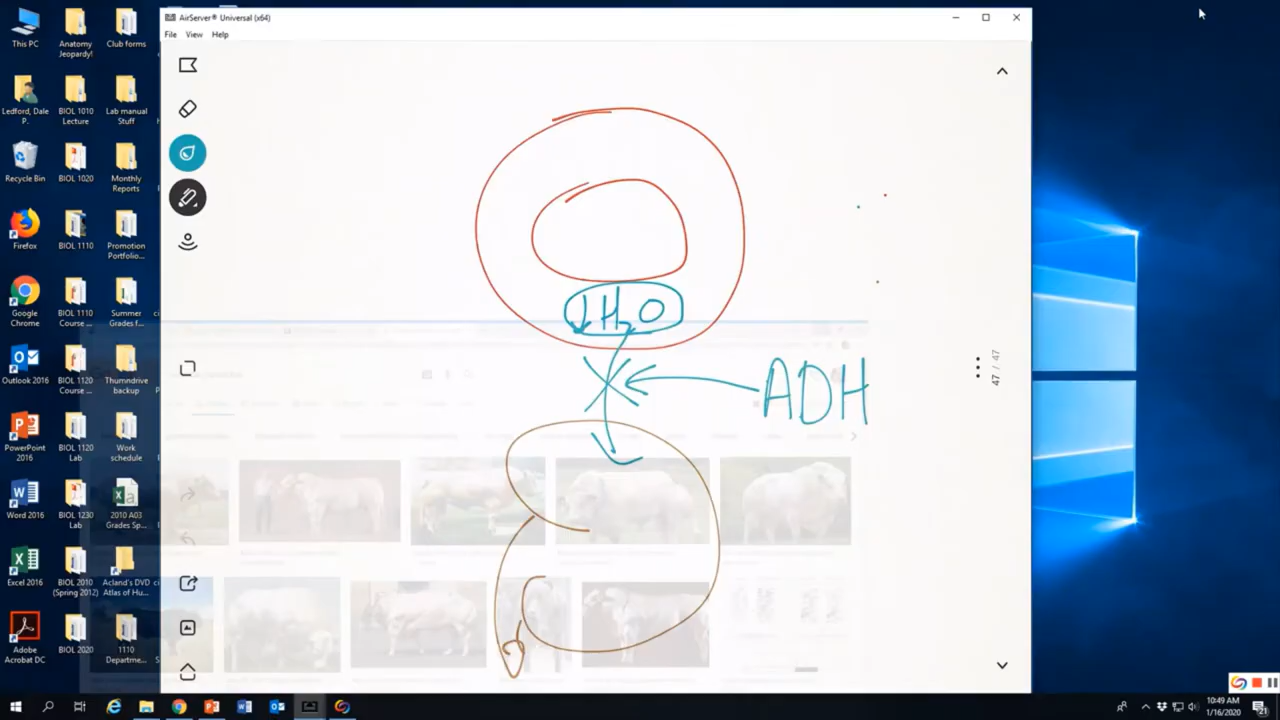 AirServer® Universal (x64)
File View Help
↓H₂O
ADH
47 / 47
This PC
Anatomy
Jeopardy!
Club forms
Ledford, Dale
P.
BIOL 1010
Lecture
Lab manual
Stuff
Recycle Bin
BIOL 1020
Monthly
Reports
Firefox
BIOL 1110
Promotion
Portfolio...
Google
Chrome
BIOL 1110
Course ...
Summer
Grades f...
Outlook 2016
BIOL 1120
Course ...
Thumndrive
backup
PowerPoint
2016
BIOL 1120
Lab
Work
schedule
Word 2016
BIOL 1230
Lab
2010 A03
Grades Sp...
Excel 2016
BIOL 2010
(Spring 2012)
Acland's DVD
Atlas of Hu...
Adobe
Acrobat DC
BIOL 2020
1110
Departme...
10:49 AM
1/16/2020
21